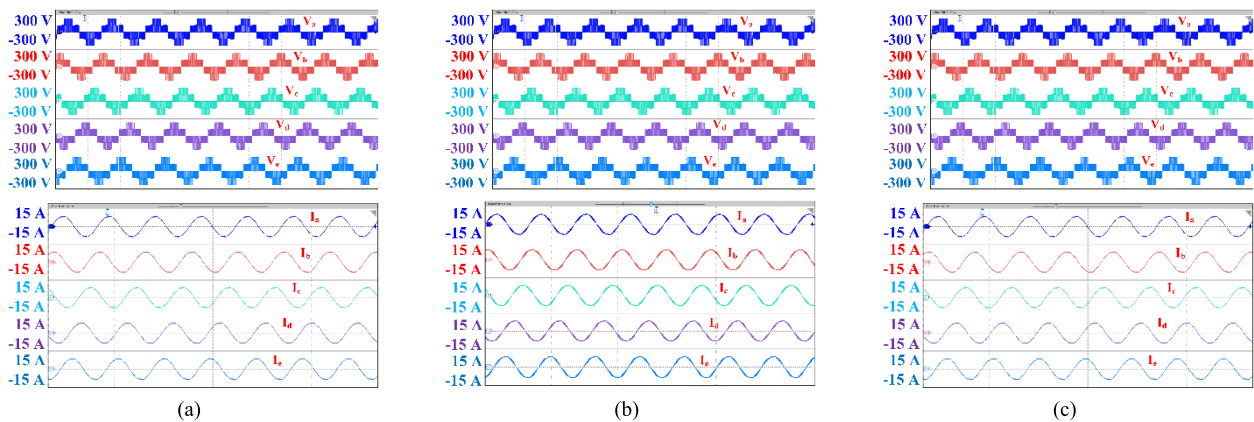 300 V
-300 V
Va
300 V
-300 V
Vb
300 V
-300 V
Vc
300 V
-300 V
Vd
300 V
-300 V
Ve
15 A
-15 A
Ia
15 A
-15 A
Ib
15 A
-15 A
Ic
15 A
-15 A
Id
15 A
-15 A
Ie
(a)
300 V
-300 V
Va
300 V
-300 V
Vb
300 V
-300 V
Vc
300 V
-300 V
Vd
300 V
-300 V
Ve
15 A
-15 A
Ia
15 A
-15 A
Ib
15 A
-15 A
Ic
15 A
-15 A
Id
15 A
-15 A
Ie
(b)
300 V
-300 V
Va
300 V
-300 V
Vb
300 V
-300 V
Vc
300 V
-300 V
Vd
300 V
-300 V
Ve
15 A
-15 A
Ia
15 A
-15 A
Ib
15 A
-15 A
Ic
15 A
-15 A
Id
15 A
-15 A
Ie
(c)